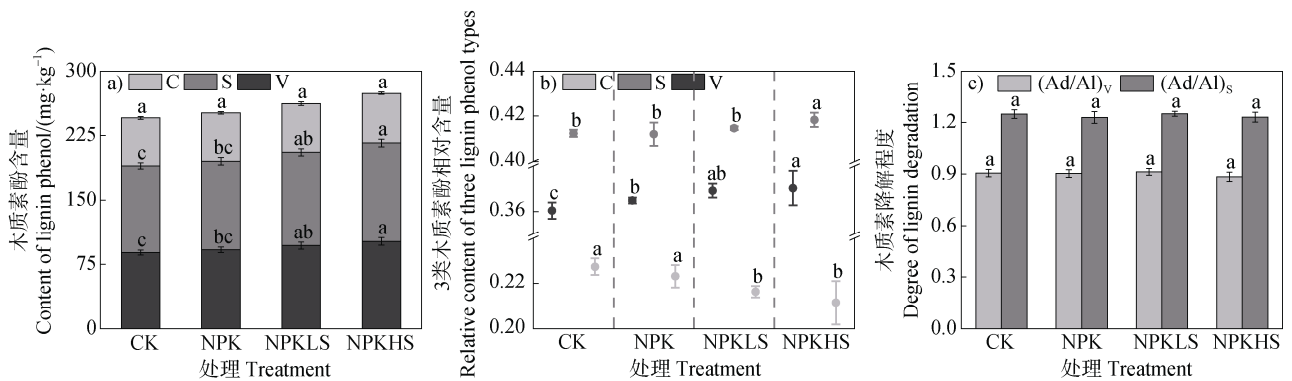 木质素酚含量
Content of lignin phenol/(mg·kg⁻¹)
300
225
150
75
0
a)
C
S
V
a a a a
c bc ab a
c bc ab a
CK NPK NPKLS NPKHS
处理 Treatment
3类木质素酚相对含量
Relative content of three lignin phenol types
0.44
0.42
0.40
0.36
0.22
0.20
b)
C
S
V
b b b a
c b ab a
a a b b
CK NPK NPKLS NPKHS
处理 Treatment
木质素降解程度
Degree of lignin degradation
1.5
1.2
0.9
0.6
0.3
0.0
c)
(Ad/Al)V
(Ad/Al)S
a a a a
a a a a
CK NPK NPKLS NPKHS
处理 Treatment